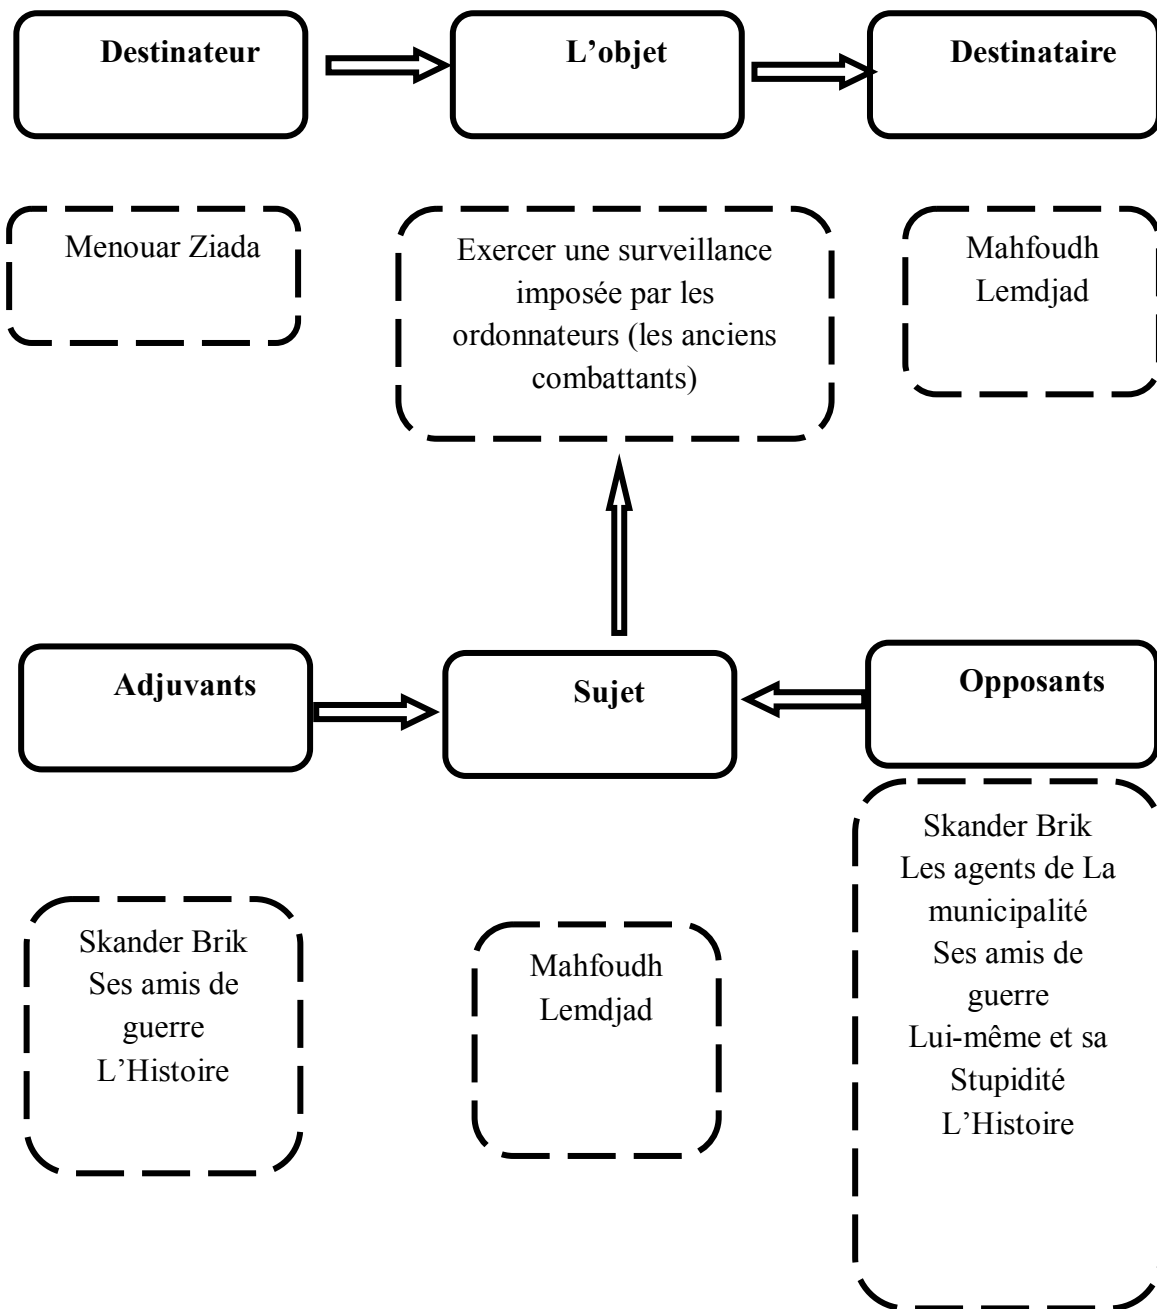 Destinateur
L’objet
Destinataire
Menouar Ziada
Exercer une surveillance
imposée par les
ordonnateurs (les anciens
combattants)
Mahfoudh
Lemdjad
Adjuvants
Sujet
Opposants
Skander Brik
Ses amis de
guerre
L’Histoire
Mahfoudh
Lemdjad
Skander Brik
Les agents de La
municipalité
Ses amis de
guerre
Lui-même et sa
Stupidité
L’Histoire